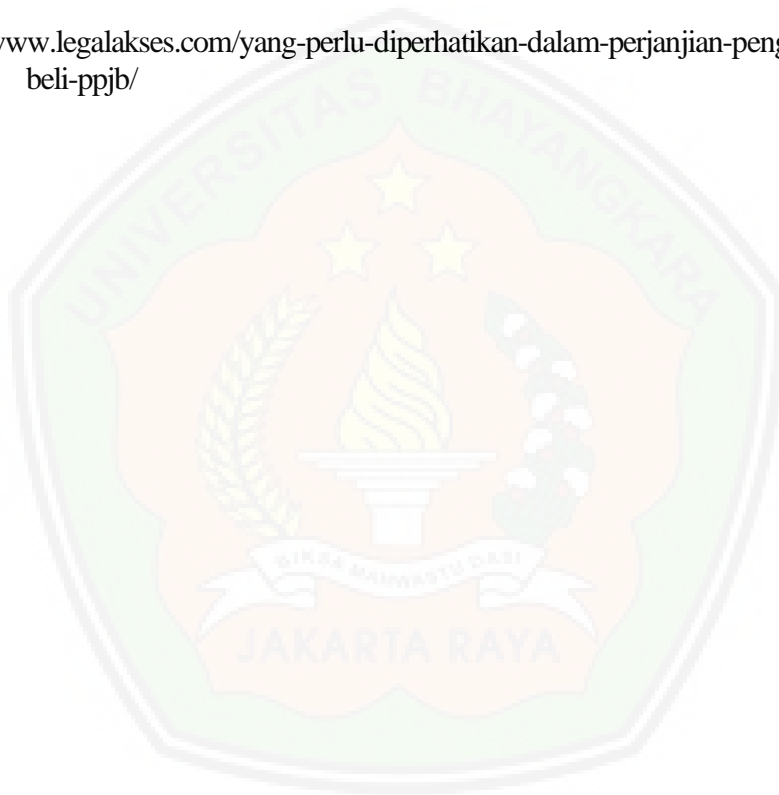 www.legalakses.com/yang-perlu-diperhatikan-dalam-perjanjian-peng
beli-ppjb/
UNIVERSITAS BHAYANGKARA
JAKARTA RAYA